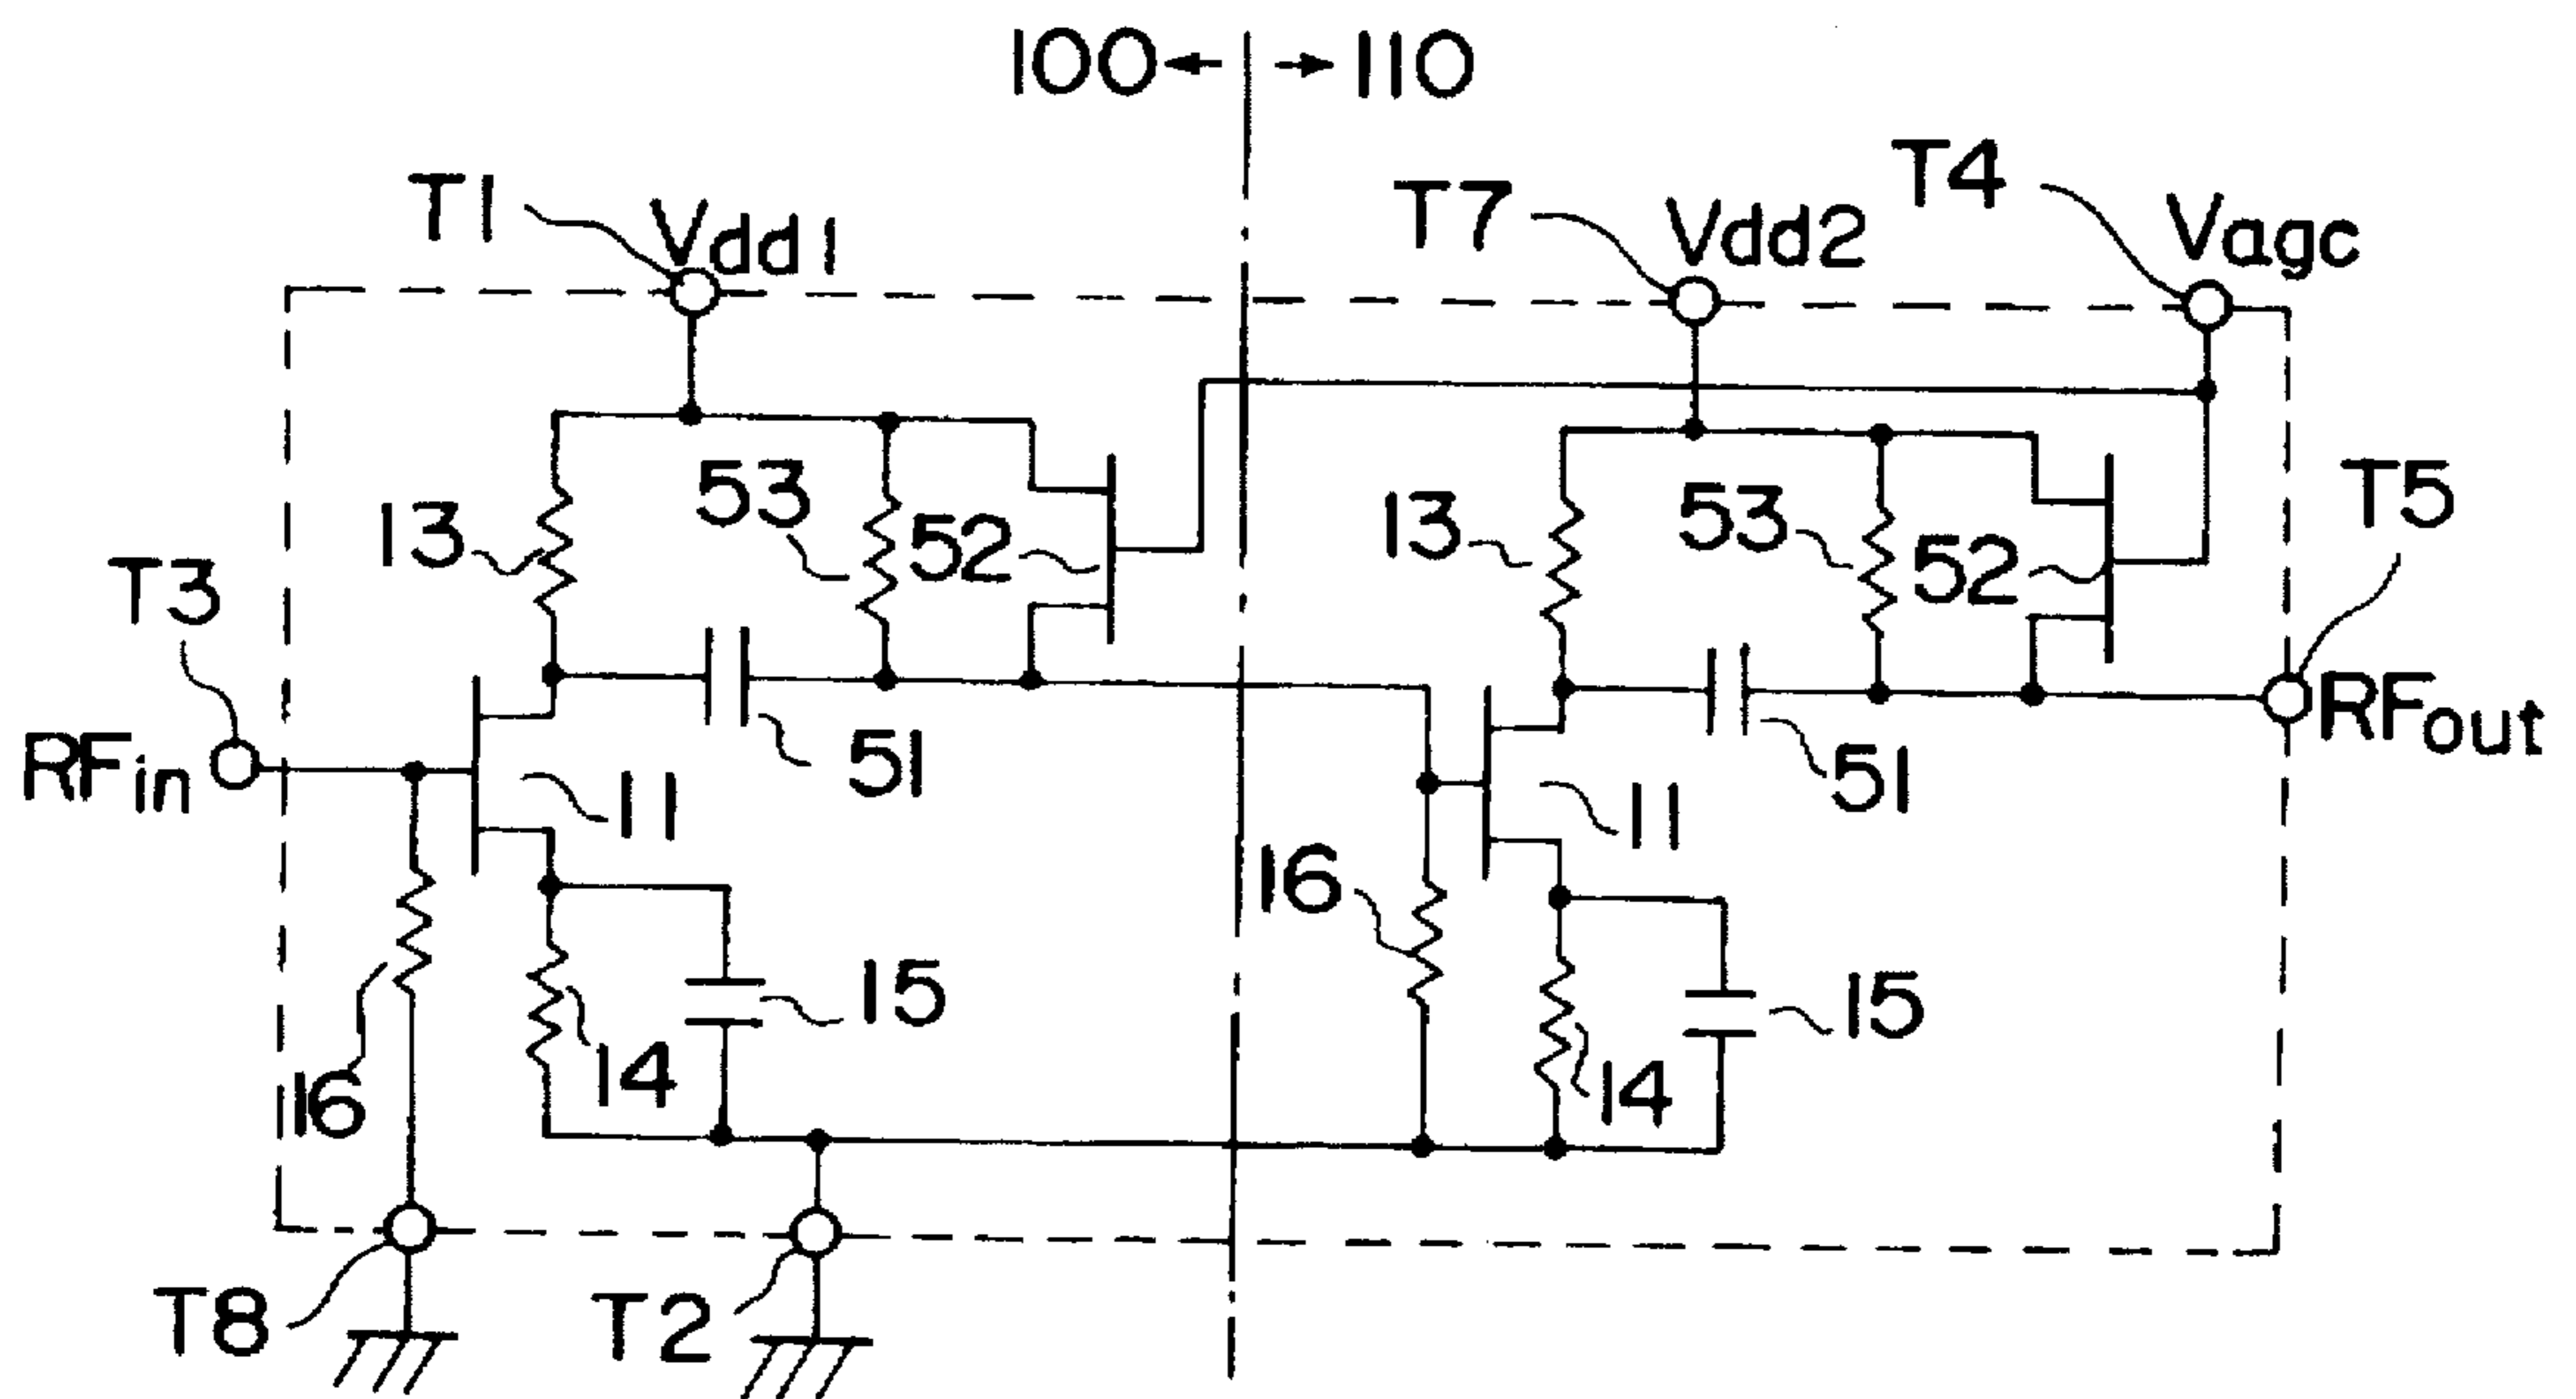 100 110
T1 Vdd1 T7 Vdd2 T4 Vagc
13 53 52 13 53 52 T5
T3
RFin 11 51 11 51 RFout
16 14 15 16 14 15
T8 T2